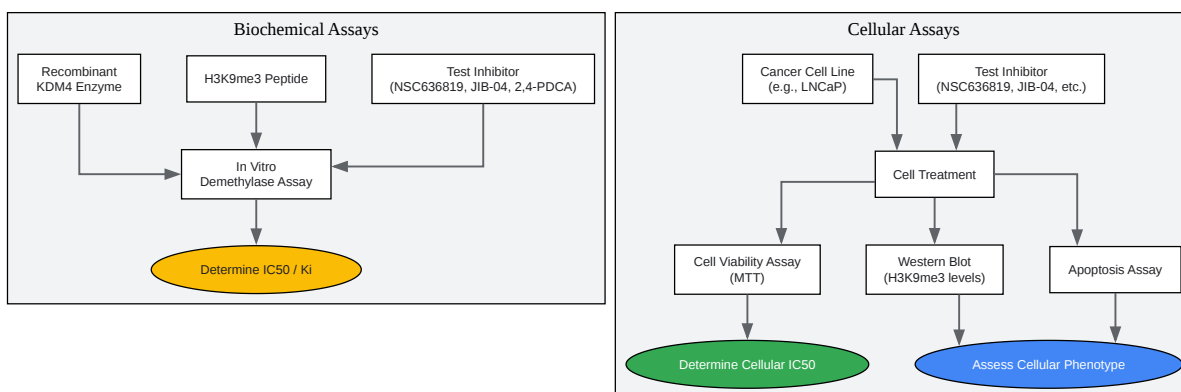 Biochemical Assays
Recombinant
KDM4 Enzyme
H3K9me3 Peptide
Test Inhibitor
(NSC636819, JIB-04, 2,4-PDCA)
In Vitro
Demethylase Assay
Determine IC50 / Ki
Cellular Assays
Cancer Cell Line
(e.g., LNCaP)
Test Inhibitor
(NSC636819, JIB-04, etc.)
Cell Treatment
Cell Viability Assay
(MTT)
Western Blot
(H3K9me3 levels)
Apoptosis Assay
Determine Cellular IC50
Assess Cellular Phenotype